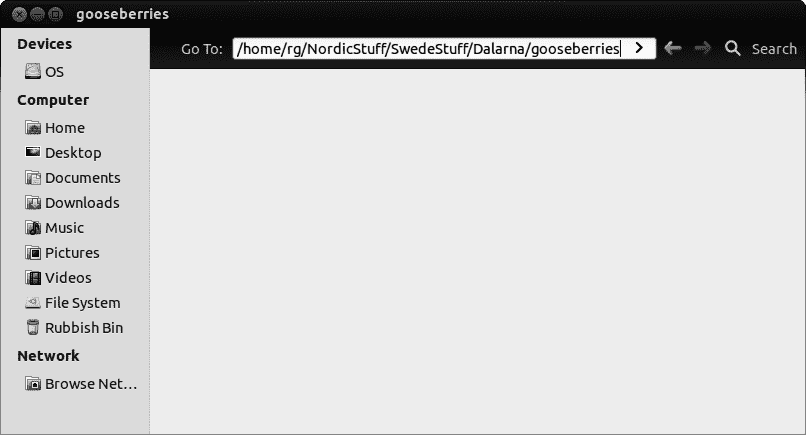 gooseberries
Go To: /home/rg/NordicStuff/SwedeStuff/Dalarna/gooseberries Search
Devices
OS
Computer
Home
Desktop
Documents
Downloads
Music
Pictures
Videos
File System
Rubbish Bin
Network
Browse Net…